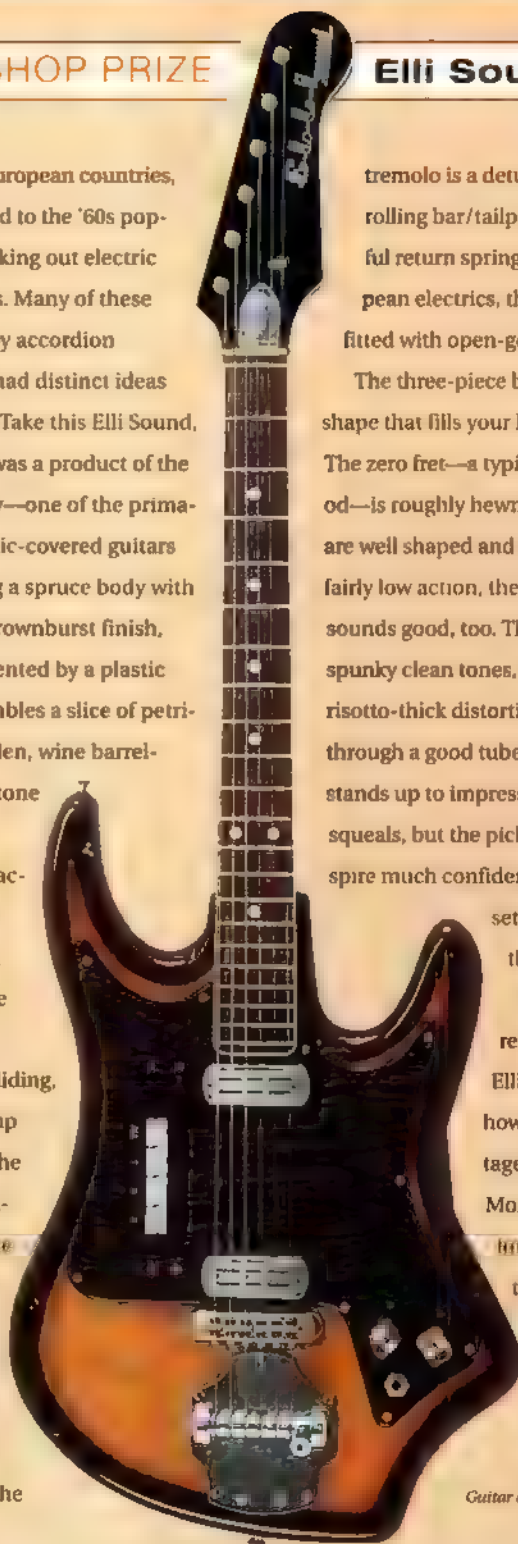 SHOP PRIZE
Elli Sou
uropean countries,
d to the '60s pop-
king out electric
s. Many of these
y accordion
had distinct ideas
Take this Elli Sound,
was a product of the
y—one of the prima-
ic-covered guitars
g a spruce body with
rownburst finish,
ented by a plastic
mbles a slice of petri-
len, wine barrel-
tone
ac-
e
liding,
up
he
he
tremolo is a detu
rolling bar/tailp
ful return spring
pean electrics, th
fitted with open-ge
The three-piece b
shape that fills your h
The zero fret—a typi
od—is roughly hewn
are well shaped and
fairly low action, the
sounds good, too. Th
spunky clean tones,
risotto-thick distorti
through a good tube
stands up to impress
squeals, but the pick
spire much confiden
set
th
re
Elli
how
tage
Mo
Guitar